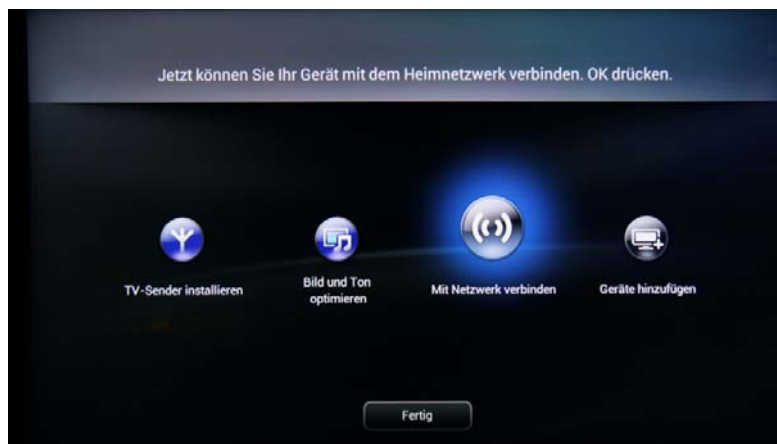 Jetzt können Sie Ihr Gerät mit dem Heimnetzwerk verbinden. OK drücken.
TV-Sender installieren
Bild und Ton
optimieren
Mit Netzwerk verbinden
Geräte hinzufügen
Fertig